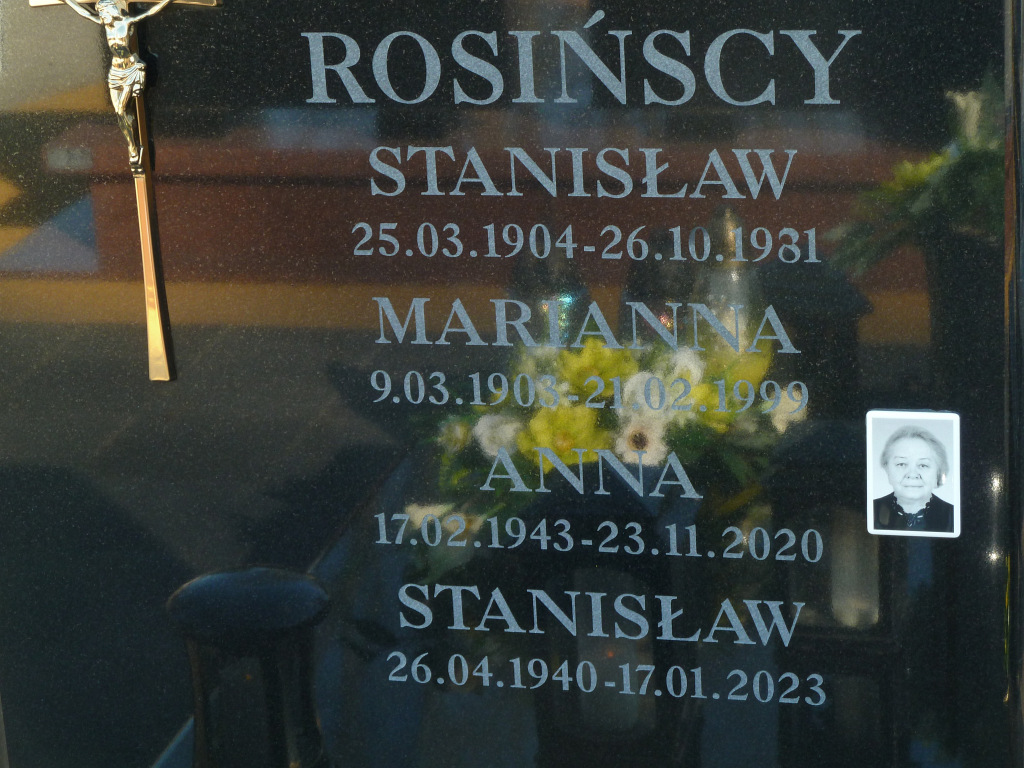 ROSIŃSCY
STANISŁAW
25.03.1904-26.10.1981
MARIANNA
9.03.1903-21.02.1999
ANNA
17.02.1943-23.11.2020
STANISŁAW
26.04.1940-17.01.2023